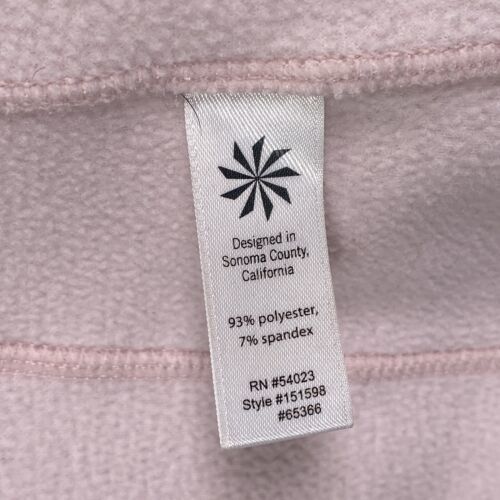 Designed in
Sonoma County,
California
93% polyester,
7% spandex
RN #54023
Style #151598
#65366